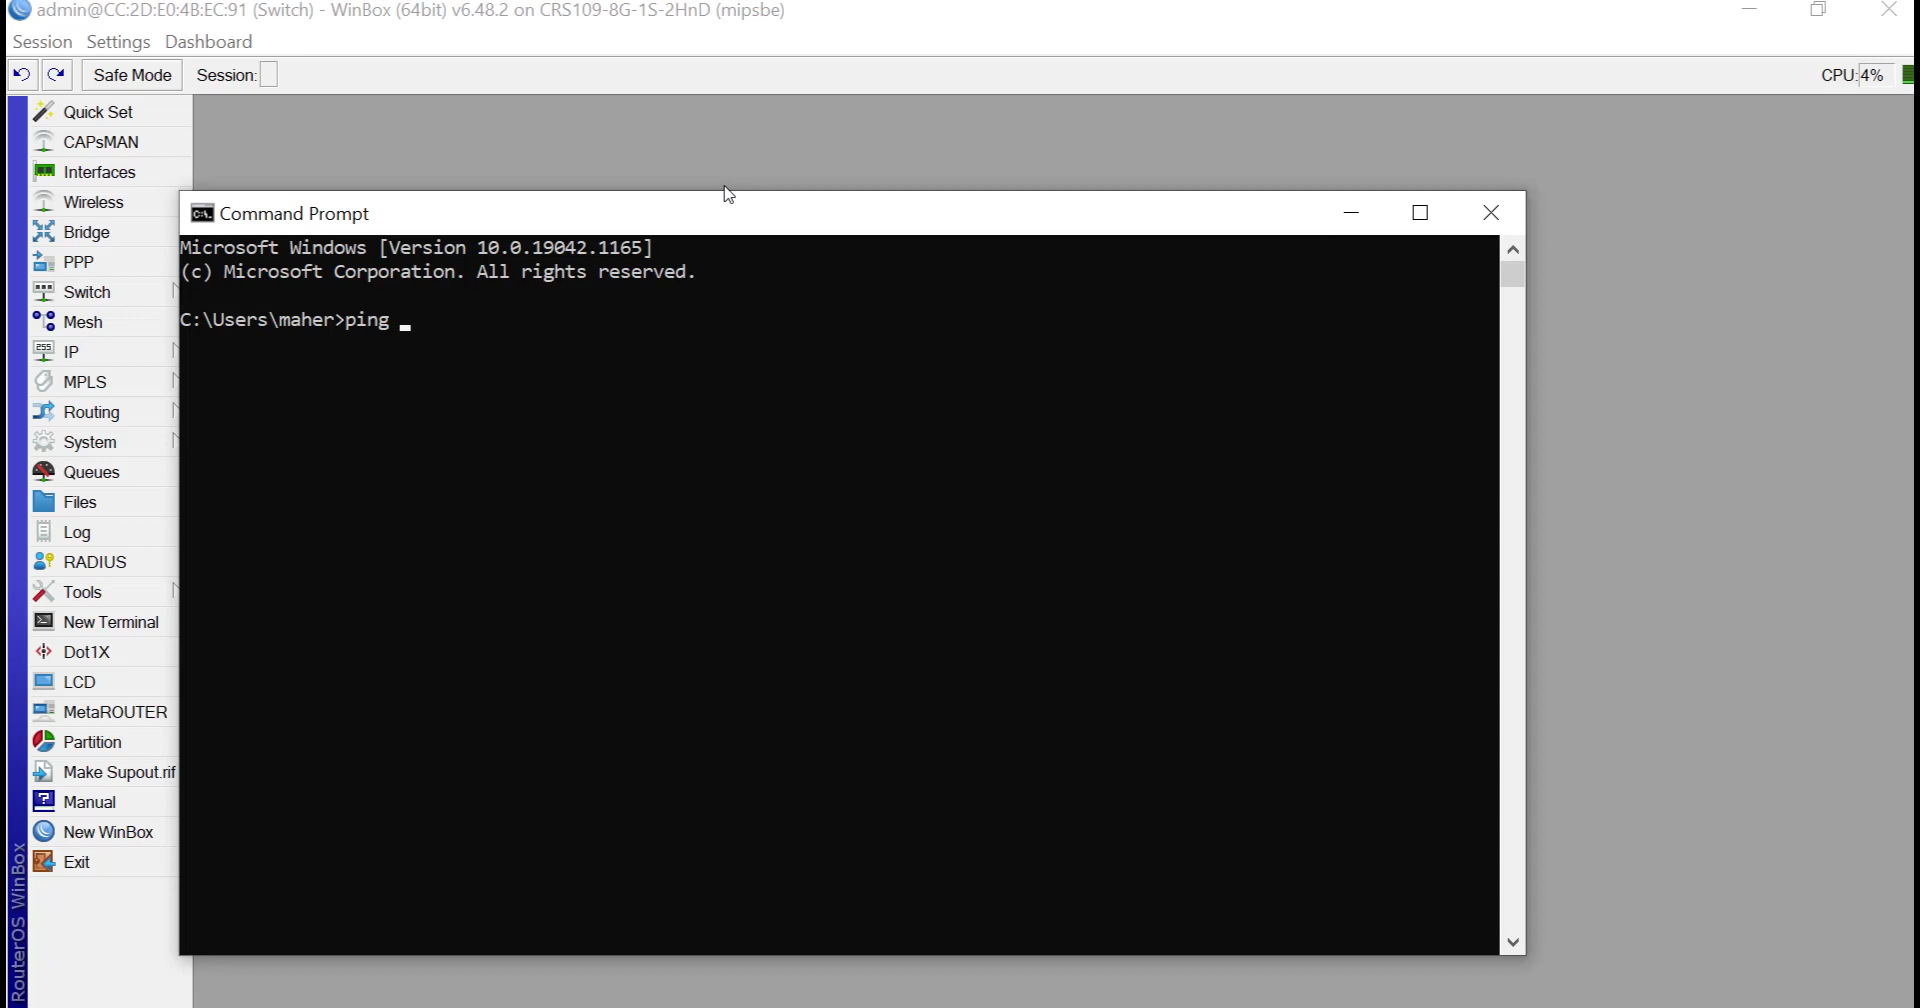 admin@CC:2D:E0:4B:EC:91 (Switch) - WinBox (64bit) v6.48.2 on CRS109-8G-1S-2HnD (mipsbe)
Session Settings Dashboard
Safe Mode Session: CPU: 4%
Quick Set
CAPsMAN
Interfaces
Wireless
Bridge
PPP
Switch
Mesh
255 IP
MPLS
Routing
System
Queues
Files
Log
RADIUS
Tools
New Terminal
Dot1X
LCD
MetaROUTER
Partition
Make Supout.rif
Manual
New WinBox
Exit
RouterOS WinBox
C:\. Command Prompt
Microsoft Windows [Version 10.0.19042.1165]
(c) Microsoft Corporation. All rights reserved.
C:\Users\maher>ping _